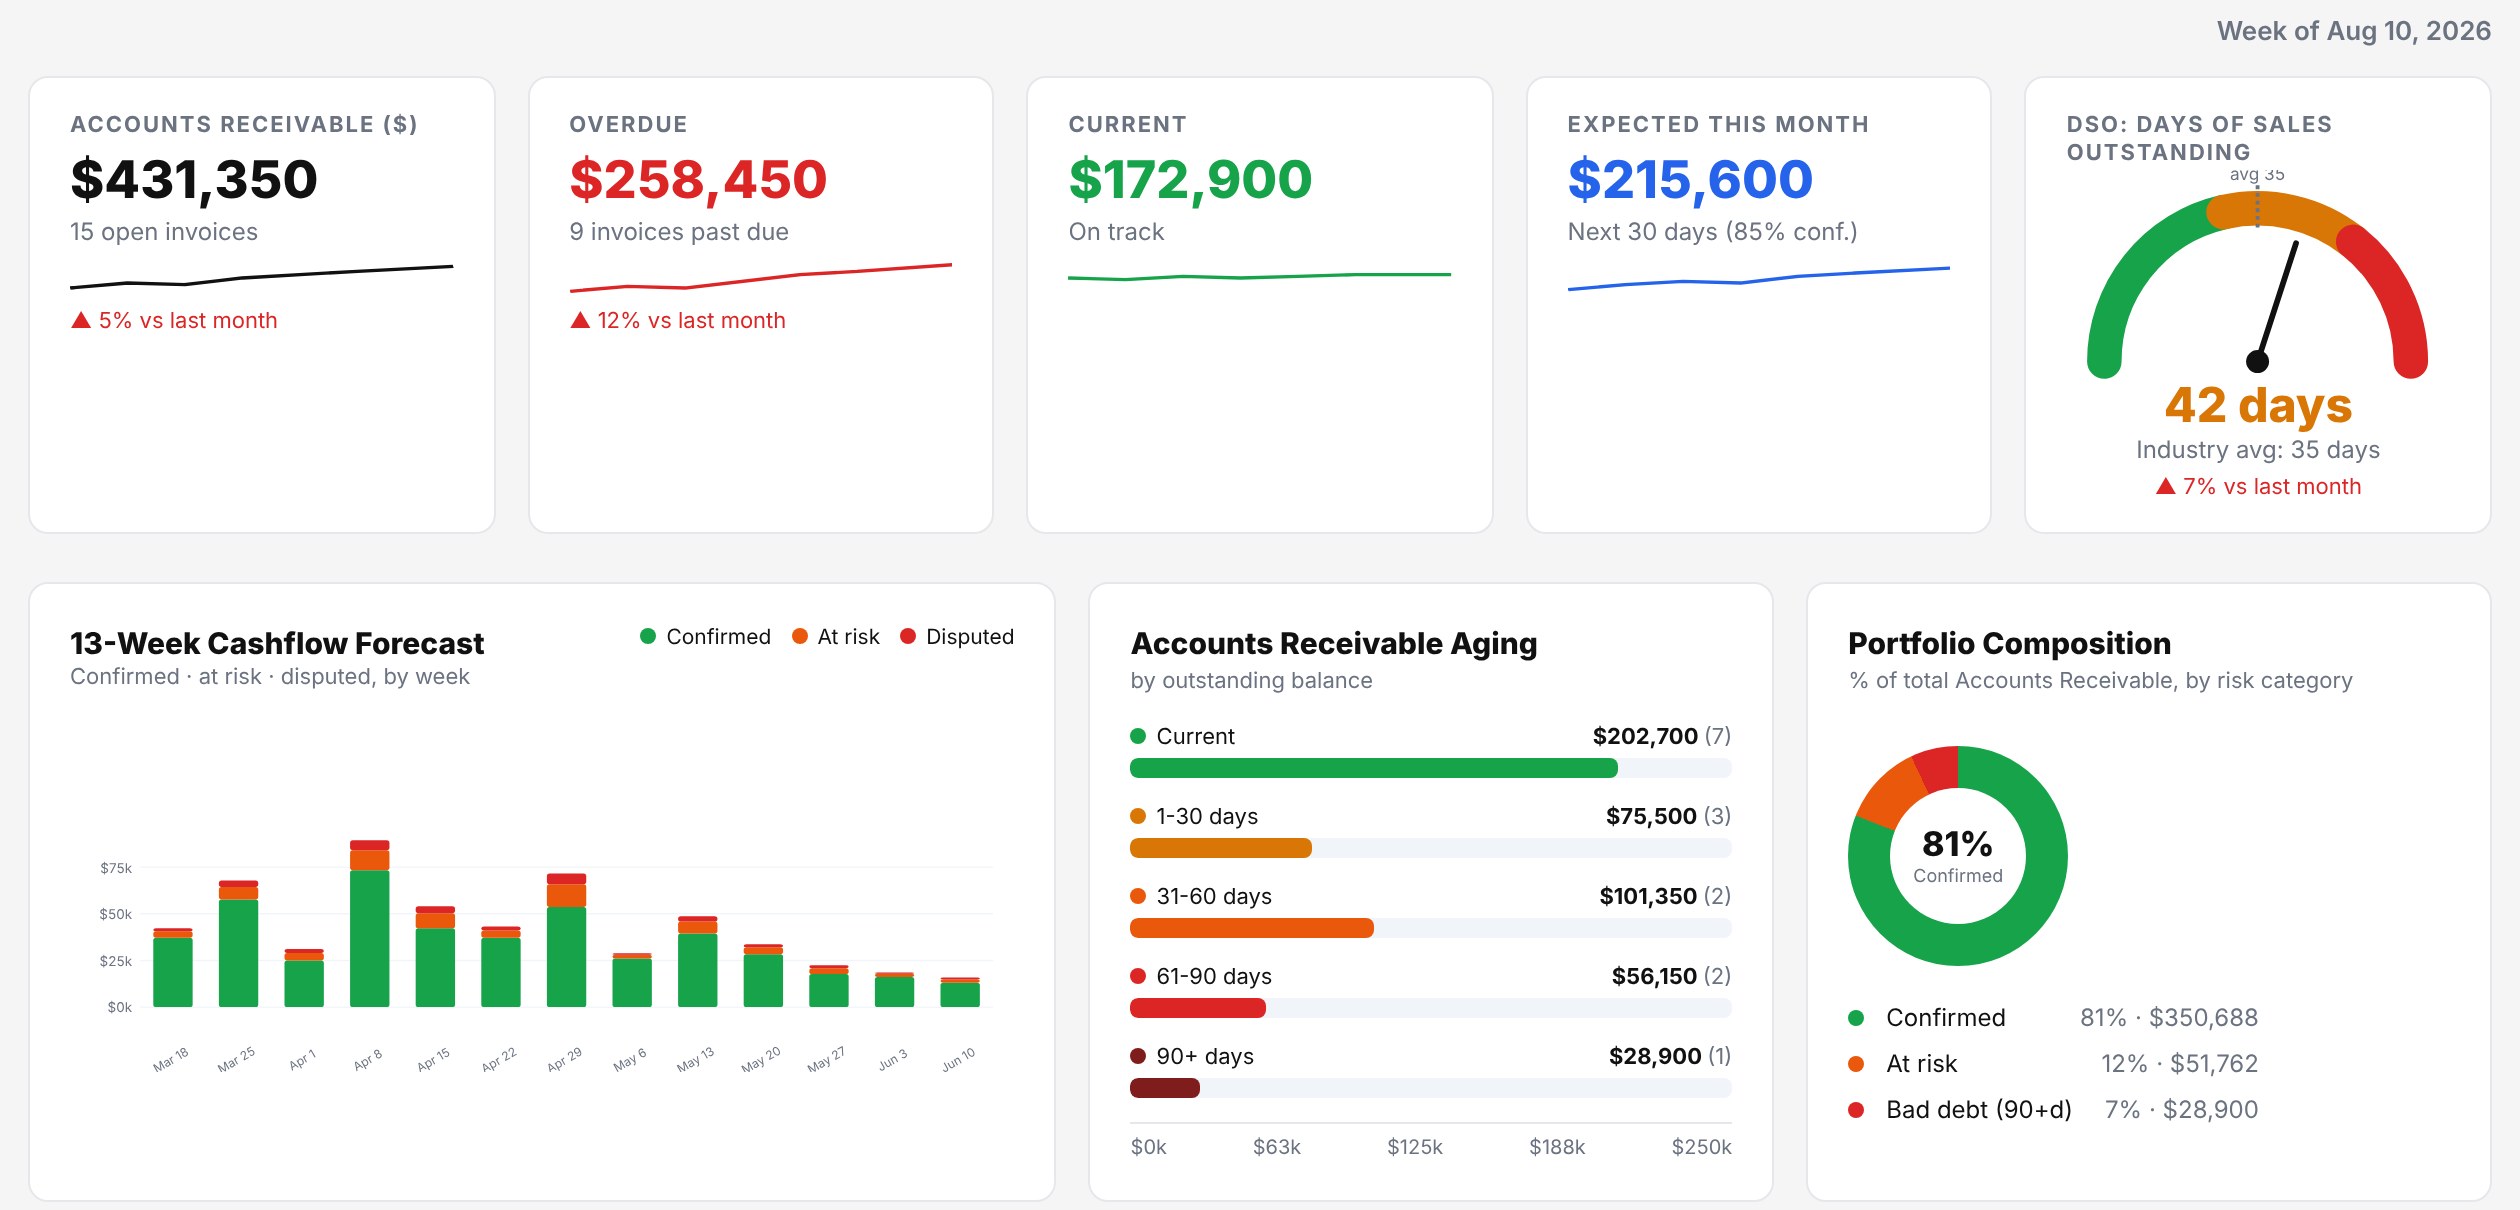 Week of Aug 10, 2026
ACCOUNTS RECEIVABLE ($)
$431,350
15 open invoices
▲ 5% vs last month
OVERDUE
$258,450
9 invoices past due
▲ 12% vs last month
CURRENT
$172,900
On track
EXPECTED THIS MONTH
$215,600
Next 30 days (85% conf.)
DSO: DAYS OF SALES
OUTSTANDING
avg 35
42 days
Industry avg: 35 days
▲ 7% vs last month
13-Week Cashflow Forecast
Confirmed · at risk · disputed, by week
Confirmed At risk Disputed
$75k
$50k
$25k
$0k
Mar 18 Mar 25 Apr 1 Apr 8 Apr 15 Apr 22 Apr 29 May 6 May 13 May 20 May 27 Jun 3 Jun 10
Accounts Receivable Aging
by outstanding balance
Current $202,700 (7)
1-30 days $75,500 (3)
31-60 days $101,350 (2)
61-90 days $56,150 (2)
90+ days $28,900 (1)
$0k $63k $125k $188k $250k
Portfolio Composition
% of total Accounts Receivable, by risk category
81%
Confirmed
Confirmed 81% · $350,688
At risk 12% · $51,762
Bad debt (90+d) 7% · $28,900